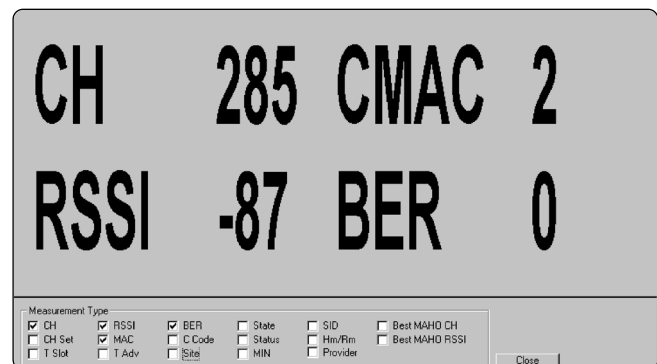 CH 285 CMAC 2
RSSI -87 BER 0
Measurement Type
CH RSSI BER State SID Best MAHO CH
CH Set MAC C Code Status Hm/Rm Best MAHO RSSI
T Slot T Adv Site MIN Provider
Close